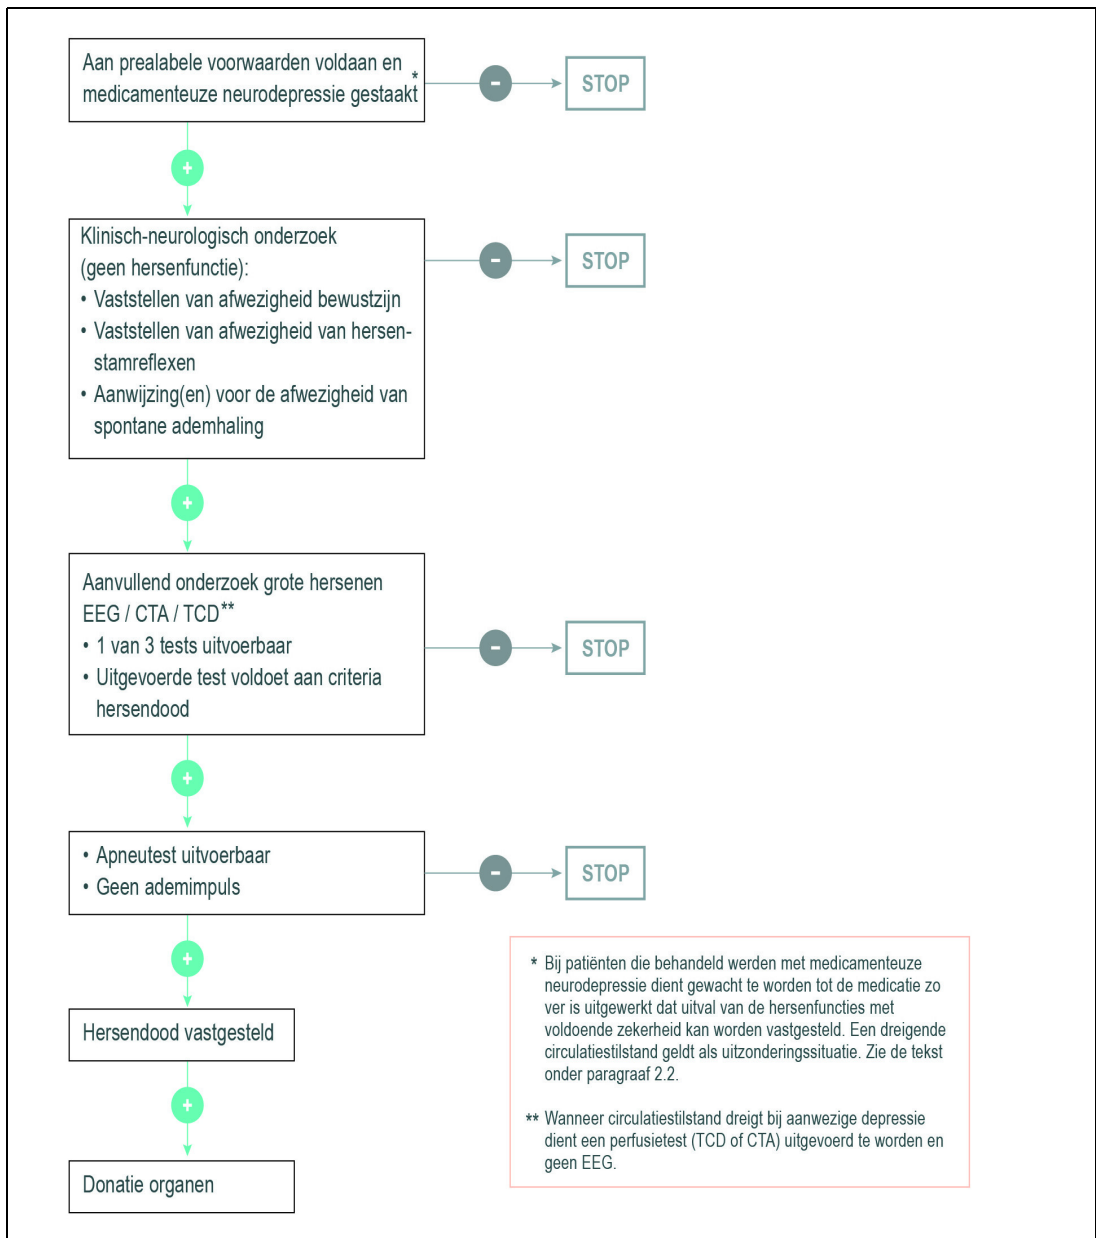 Aan prealabele voorwaarden voldaan en
medicamenteuze neurodepressie gestaakt*
-
STOP
+
Klinisch-neurologisch onderzoek
(geen hersenfunctie):
• Vaststellen van afwezigheid bewustzijn
• Vaststellen van afwezigheid van hersen-
stamreflexen
• Aanwijzing(en) voor de afwezigheid van
spontane ademhaling
-
STOP
+
Aanvullend onderzoek grote hersenen
EEG / CTA / TCD**
• 1 van 3 tests uitvoerbaar
• Uitgevoerde test voldoet aan criteria
hersendood
-
STOP
+
• Apneutest uitvoerbaar
• Geen ademimpuls
-
STOP
+
Hersendood vastgesteld
+
Donatie organen
* Bij patiënten die behandeld werden met medicamenteuze
neurodepressie dient gewacht te worden tot de medicatie zo
ver is uitgewerkt dat uitval van de hersenfuncties met
voldoende zekerheid kan worden vastgesteld. Een dreigende
circulatiestilstand geldt als uitzonderingssituatie. Zie de tekst
onder paragraaf 2.2.
** Wanneer circulatiestilstand dreigt bij aanwezige depressie
dient een perfusietest (TCD of CTA) uitgevoerd te worden en
geen EEG.